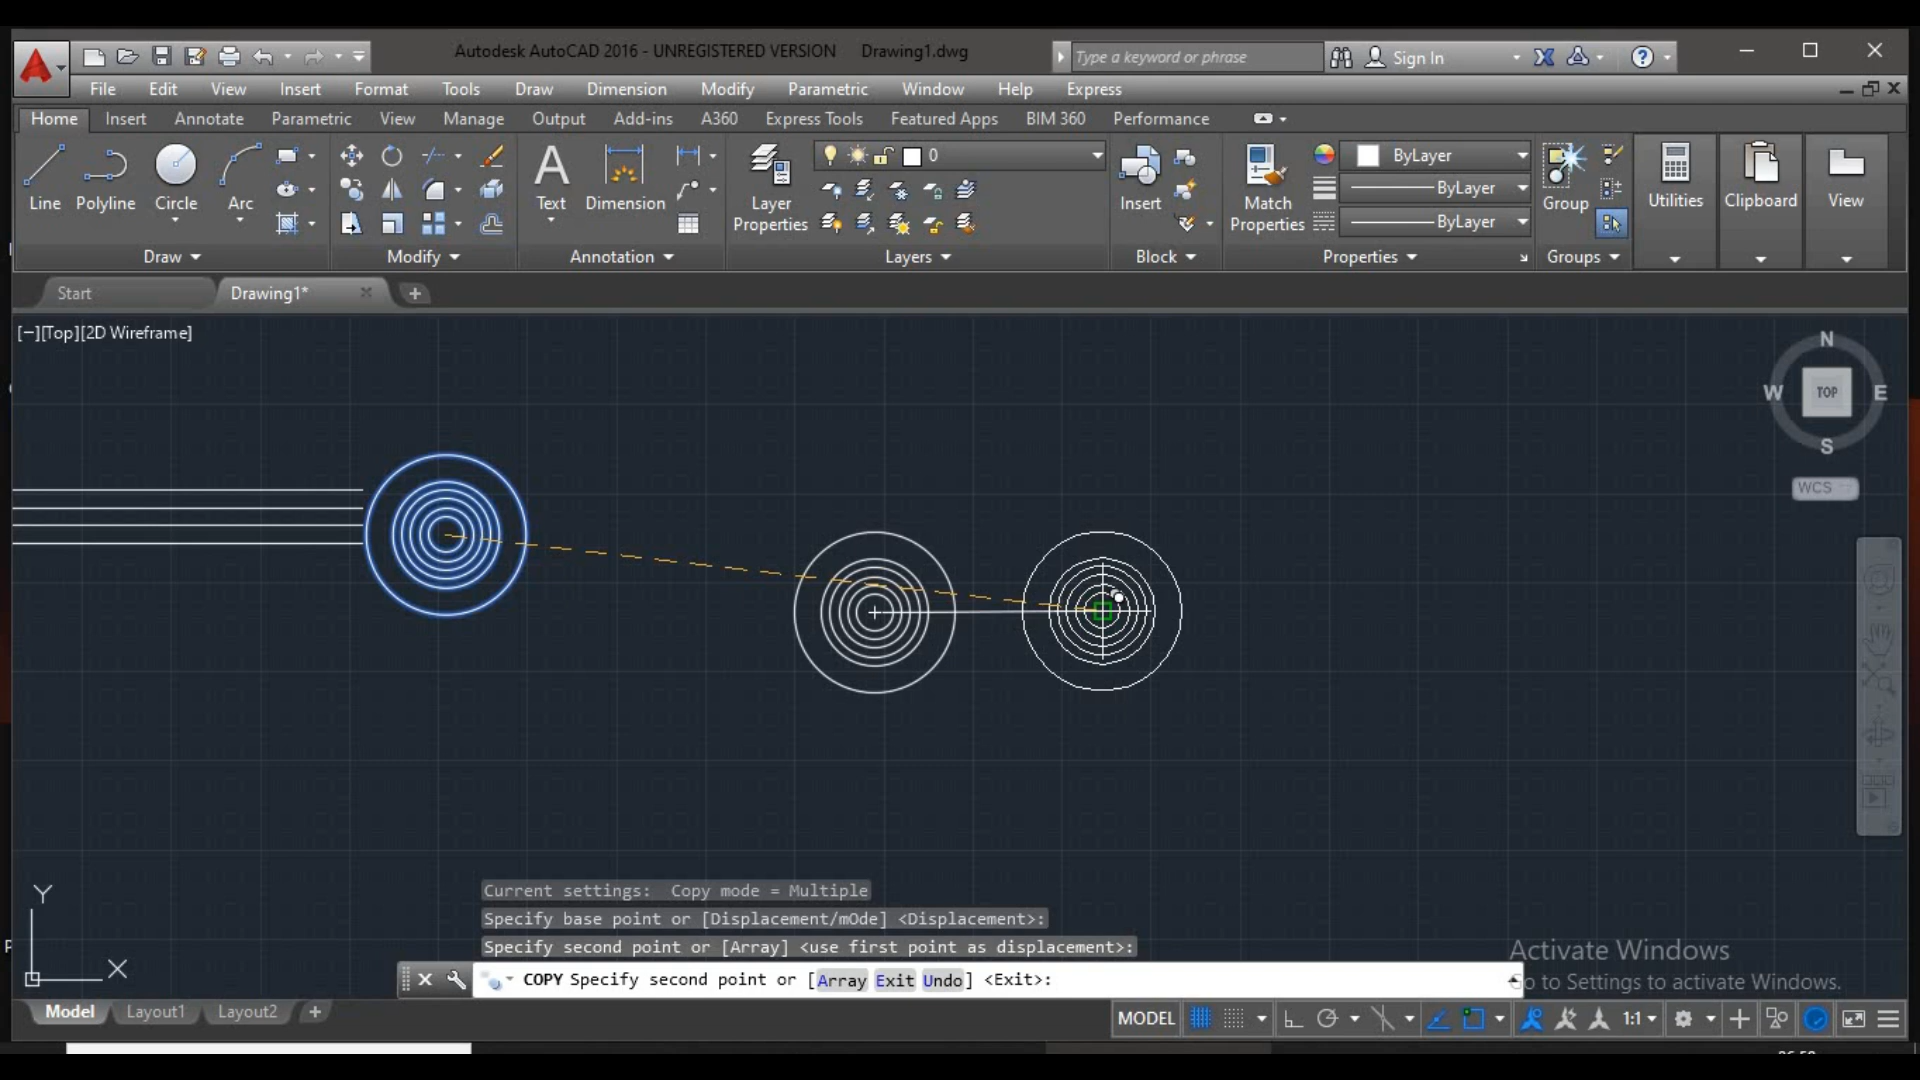 Autodesk AutoCAD 2016 - UNREGISTERED VERSION Drawing1.dwg
Type a keyword or phrase
Sign In
File Edit View Insert Format Tools Draw Dimension Modify Parametric Window Help Express
Home Insert Annotate Parametric View Manage Output Add-ins A360 Express Tools Featured Apps BIM 360 Performance
0
ByLayer
ByLayer
ByLayer
Line Polyline Circle Arc
Text Dimension
Layer Properties
Insert
Match Properties
Group
Utilities Clipboard View
Draw Modify Annotation Layers Block Properties Groups
Start Drawing1*
[−][Top][2D Wireframe]
N
W TOP E
S
WCS
Current settings: Copy mode = Multiple
Specify base point or [Displacement/mOde] <Displacement>:
Specify second point or [Array] <use first point as displacement>:
COPY Specify second point or [Array Exit Undo] <Exit>:
Y
X
Activate Windows
o to Settings to activate Windows.
Model Layout1 Layout2
MODEL 1:1